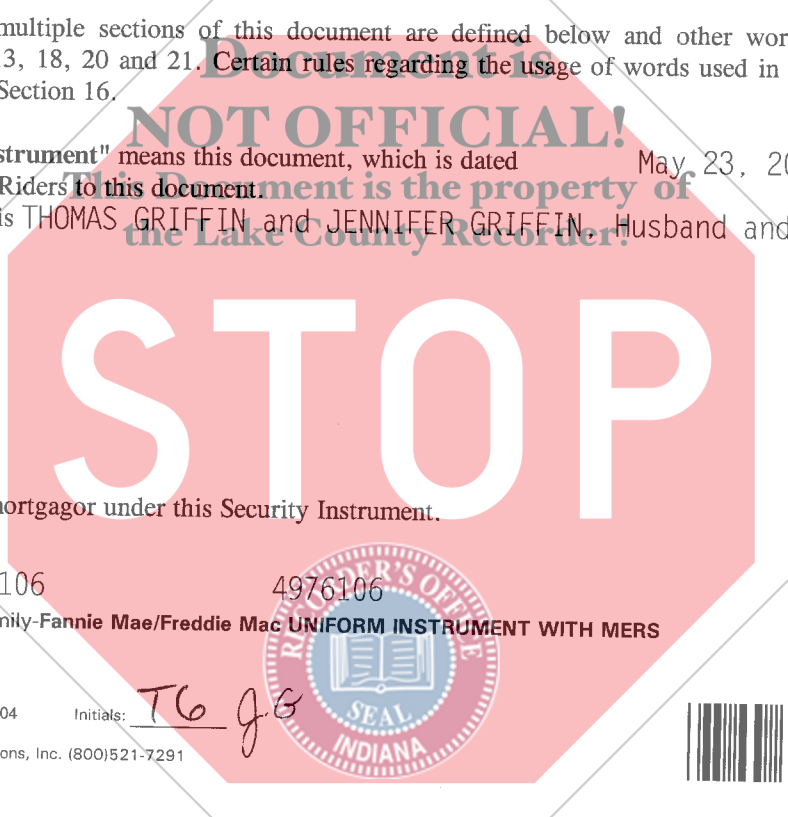 multiple sections of this document are defined below and other wor
3, 18, 20 and 21. Certain rules regarding the usage of words used in
Document is
Section 16.
NOT OFFICIAL!
strument" means this document, which is dated May 23, 20
Riders to this document.
This Document is the property of
is THOMAS GRIFFIN and JENNIFER GRIFFIN, Husband and
the Lake County Recorder!
STOP
nortgagor under this Security Instrument.
106 4976106
RECORDER'S OFFICE
nily-Fannie Mae/Freddie Mac UNIFORM INSTRUMENT WITH MERS
04 Initials: TG J.G
SEAL
INDIANA
ons, Inc. (800)521-7291